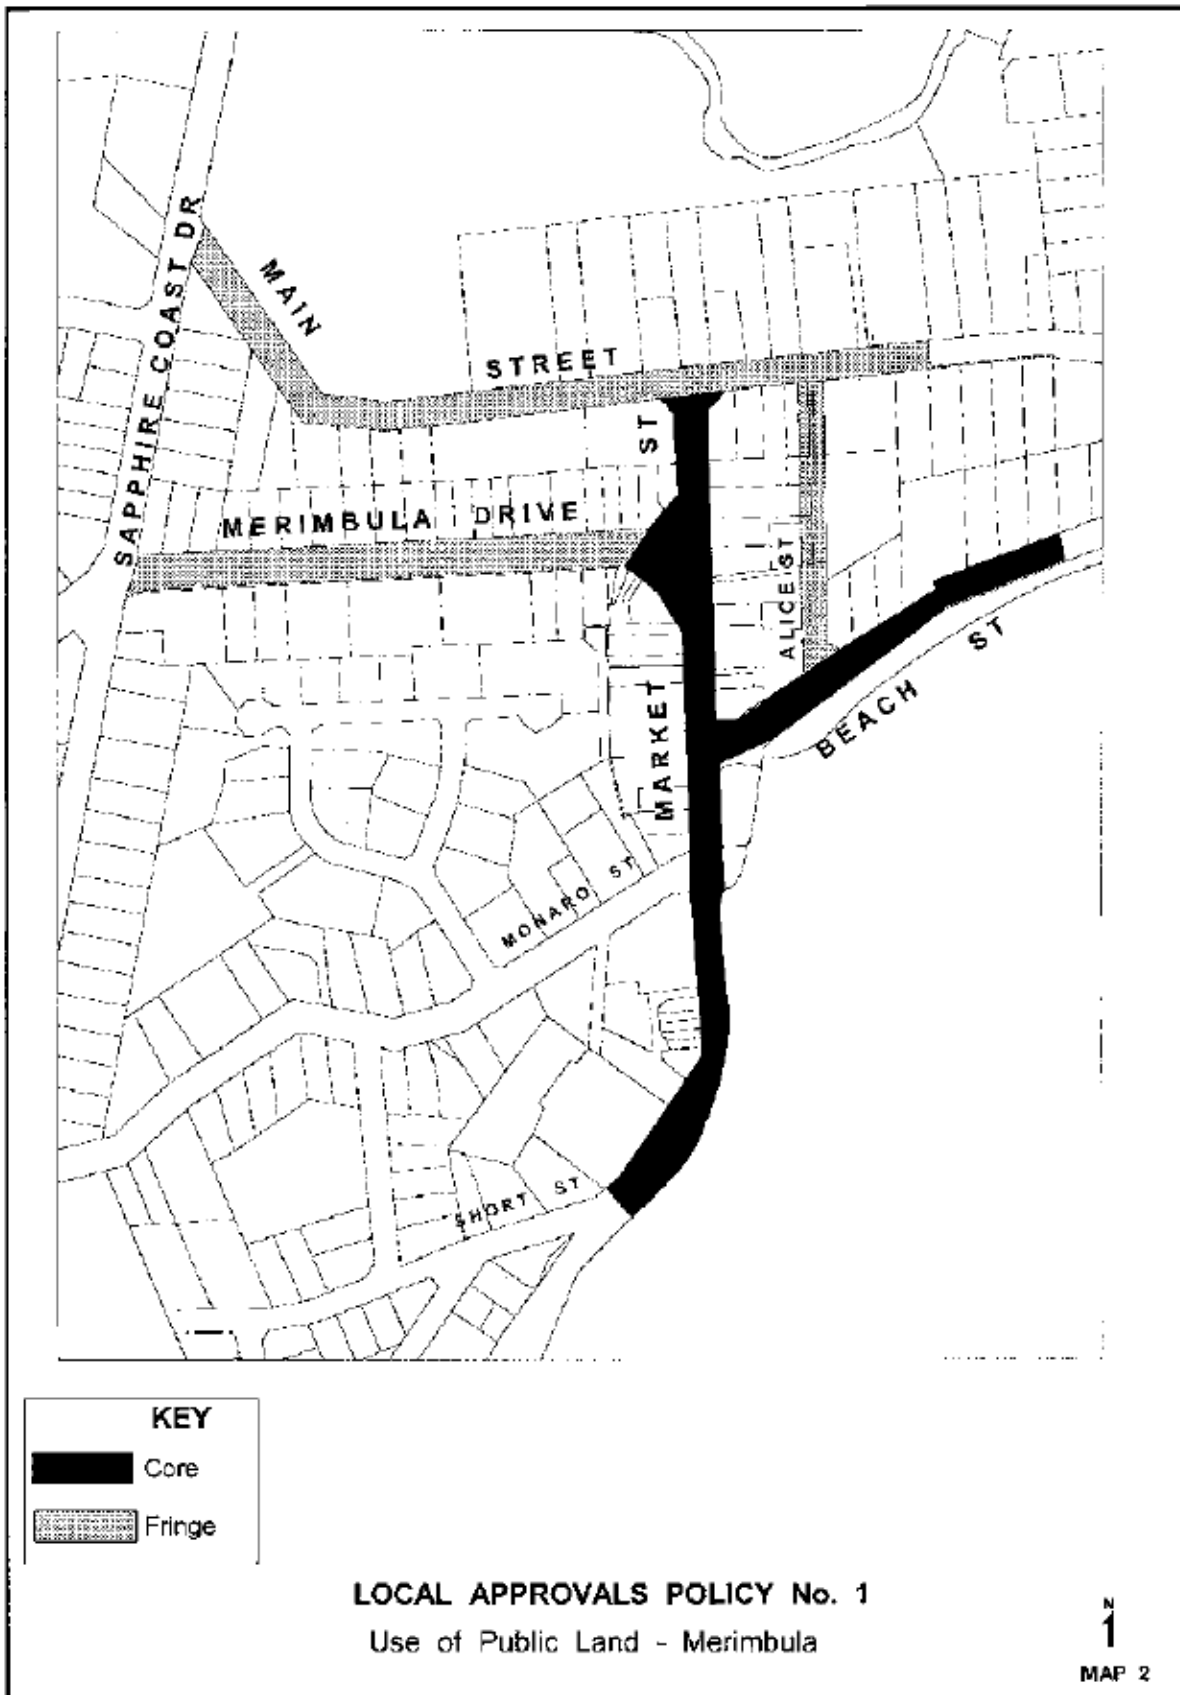 SAPPHIRE COAST DR
MAIN
STREET
ST
MERIMBULA DRIVE
ALICE ST
ST
BEACH
MARKET
MONARO ST
SHORT ST
KEY
Core
Fringe
LOCAL APPROVALS POLICY No. 1
Use of Public Land - Merimbula
N
MAP 2